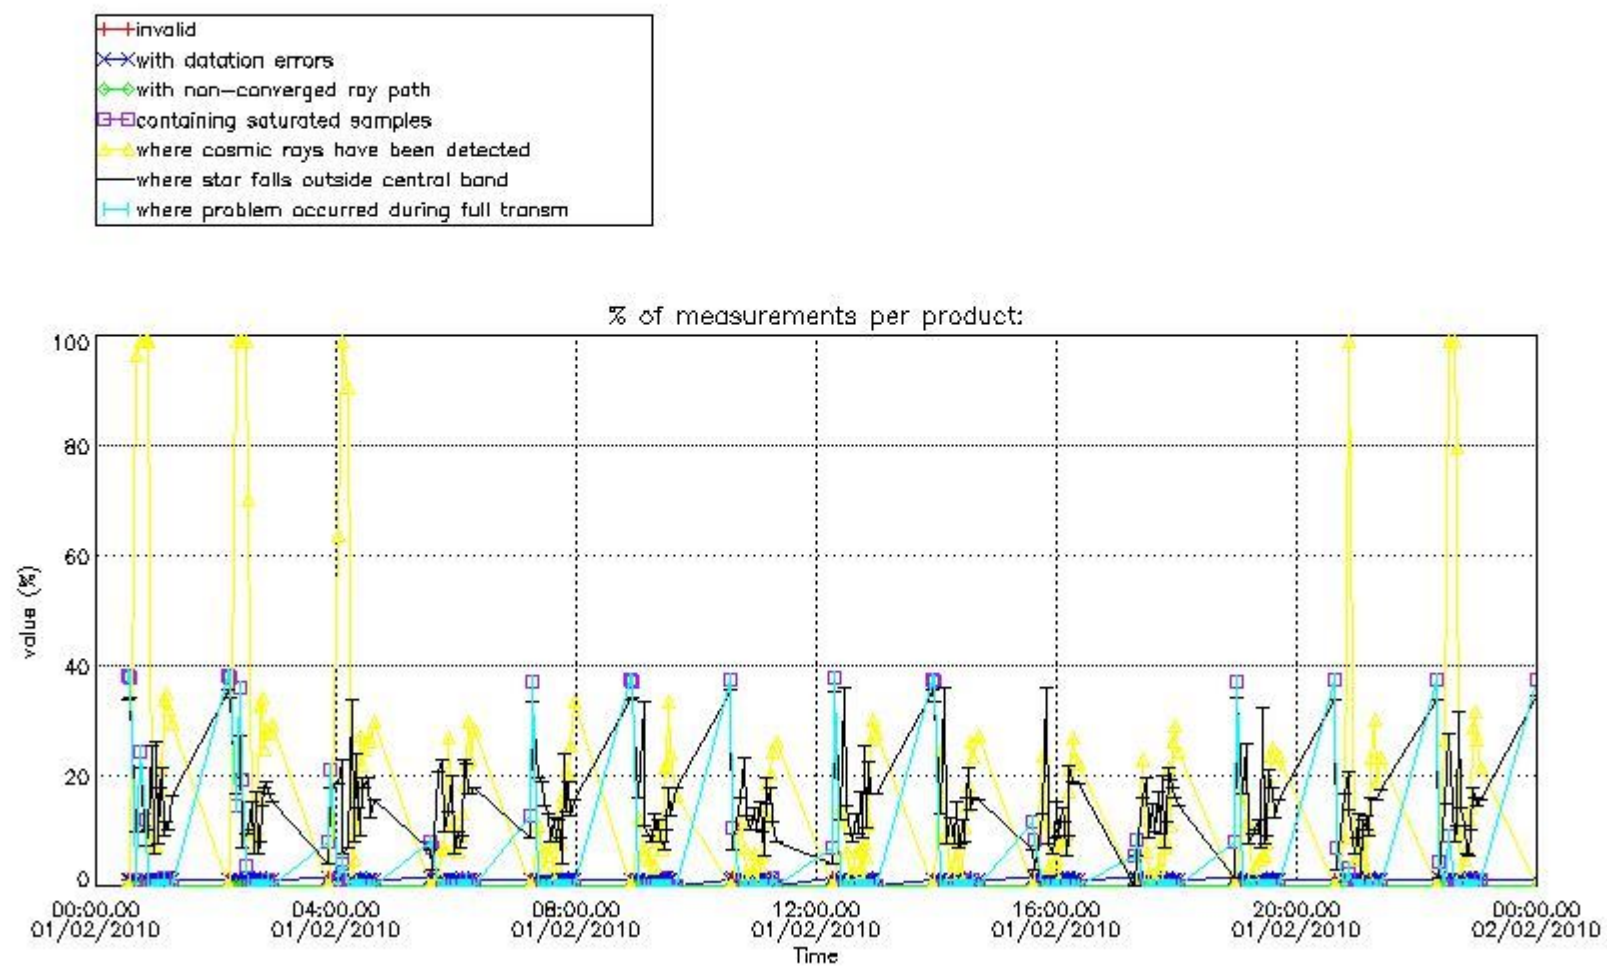 invalid
with datation errors
with non-converged ray path
containing saturated samples
where cosmic rays have been detected
where star falls outside central band
where problem occurred during full transm
% of measurements per product:
100
80
60
40
20
0
value (%)
00:00:00 04:00:00 08:00:00 12:00:00 16:00:00 20:00:00 00:00:00
01/02/2010 01/02/2010 01/02/2010 01/02/2010 01/02/2010 01/02/2010 02/02/2010
Time